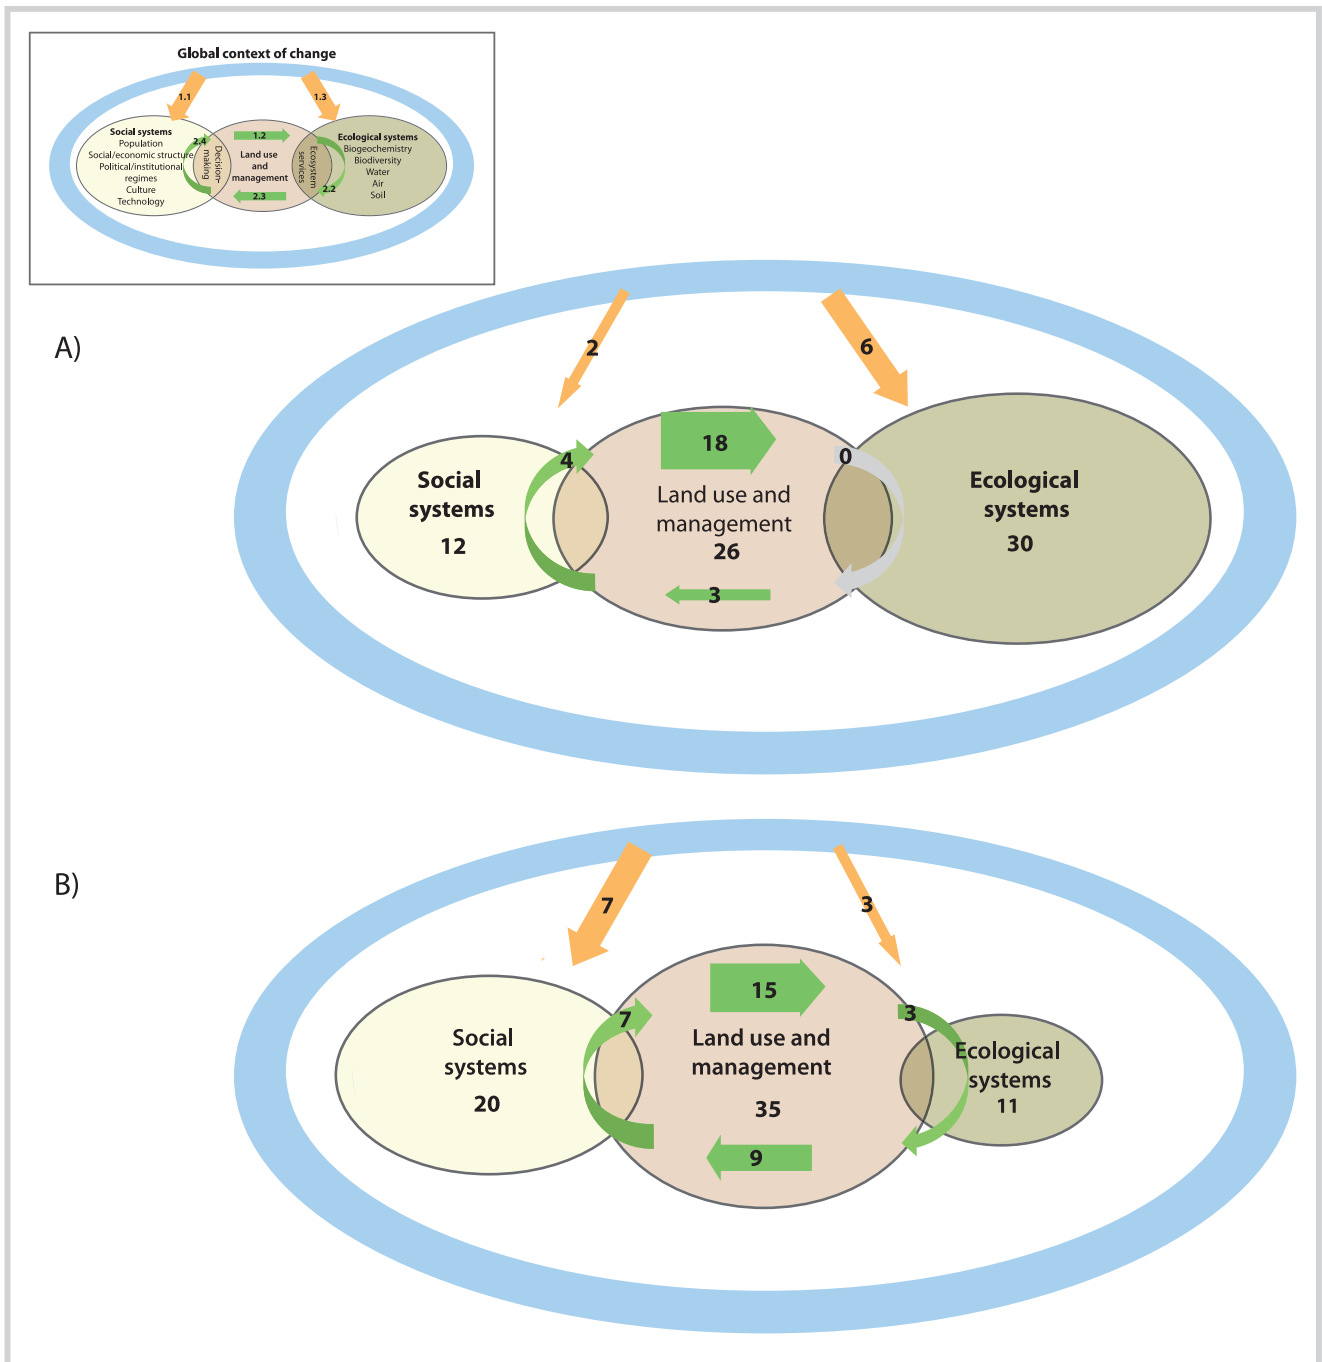 Global context of change
1.1
1.3
Social systems
Population
Social/economic structure
Political/institutional
regimes
Culture
Technology
2.4
Decision-
making
1.2
Land use
and
management
2.3
Ecosystem
services
2.2
Ecological systems
Biogeochemistry
Biodiversity
Water
Air
Soil
A)
2
6
Social
systems
12
4
18
Land use and
management
26
3
0
Ecological
systems
30
B)
7
3
Social
systems
20
7
15
Land use and
management
35
9
3
Ecological
systems
11